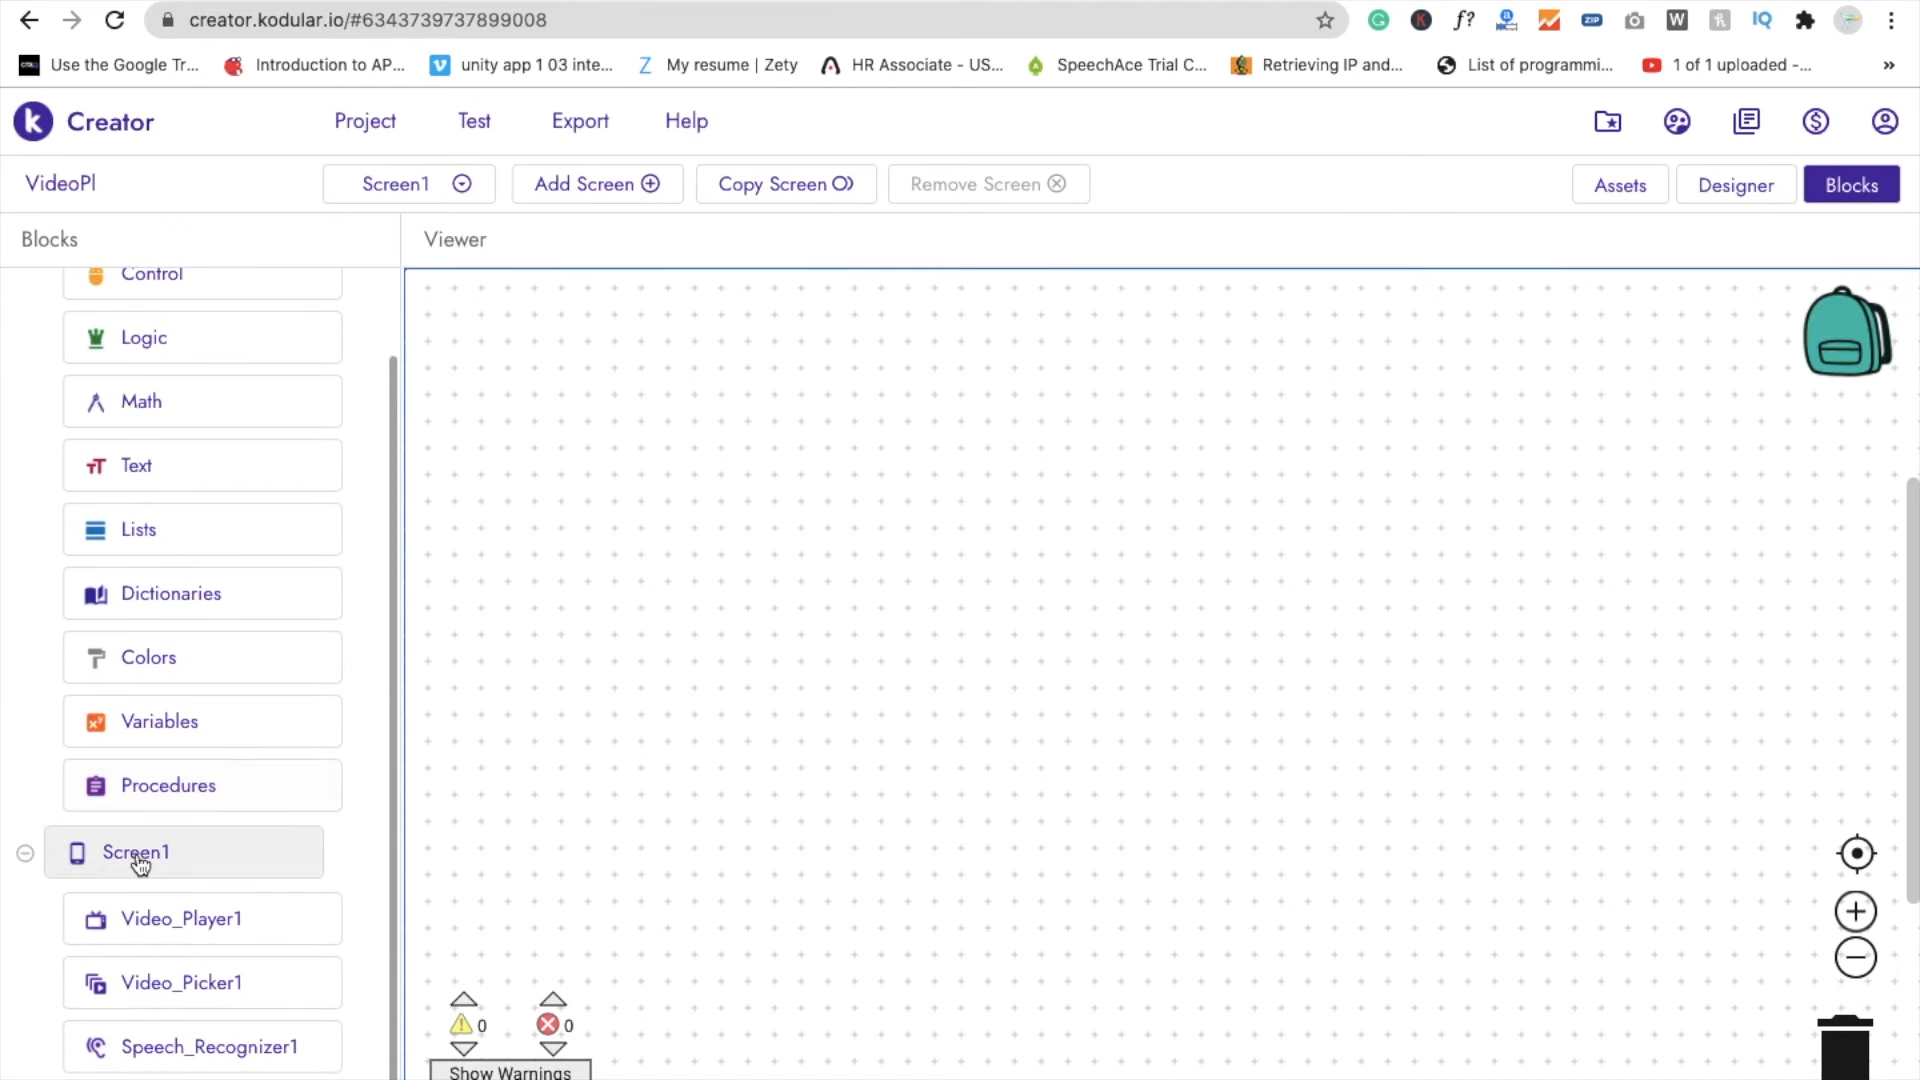 creator.kodular.io/#6343739737899008
Use the Google Tr... Introduction to AP... unity app 1 03 inte... My resume | Zety HR Associate - US... SpeechAce Trial C... Retrieving IP and... List of programmi... 1 of 1 uploaded -... »
Creator Project Test Export Help
VideoPl Screen1 Add Screen Copy Screen Remove Screen Assets Designer Blocks
Blocks Viewer
Control
Logic
Math
Text
Lists
Dictionaries
Colors
Variables
Procedures
Screen1
Video_Player1
Video_Picker1
Speech_Recognizer1
0 0
Show Warnings